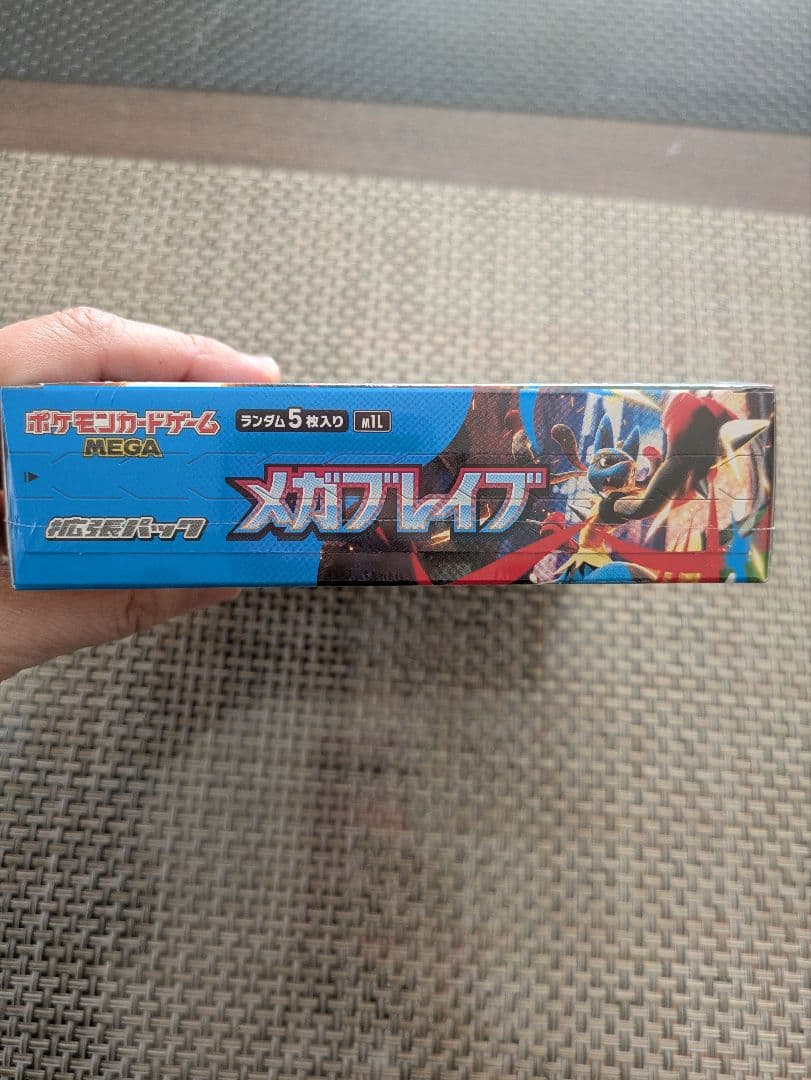 ポケモンカードゲーム
MEGA
ランダム5枚入り M1L
メガブレイブ
拡張パック